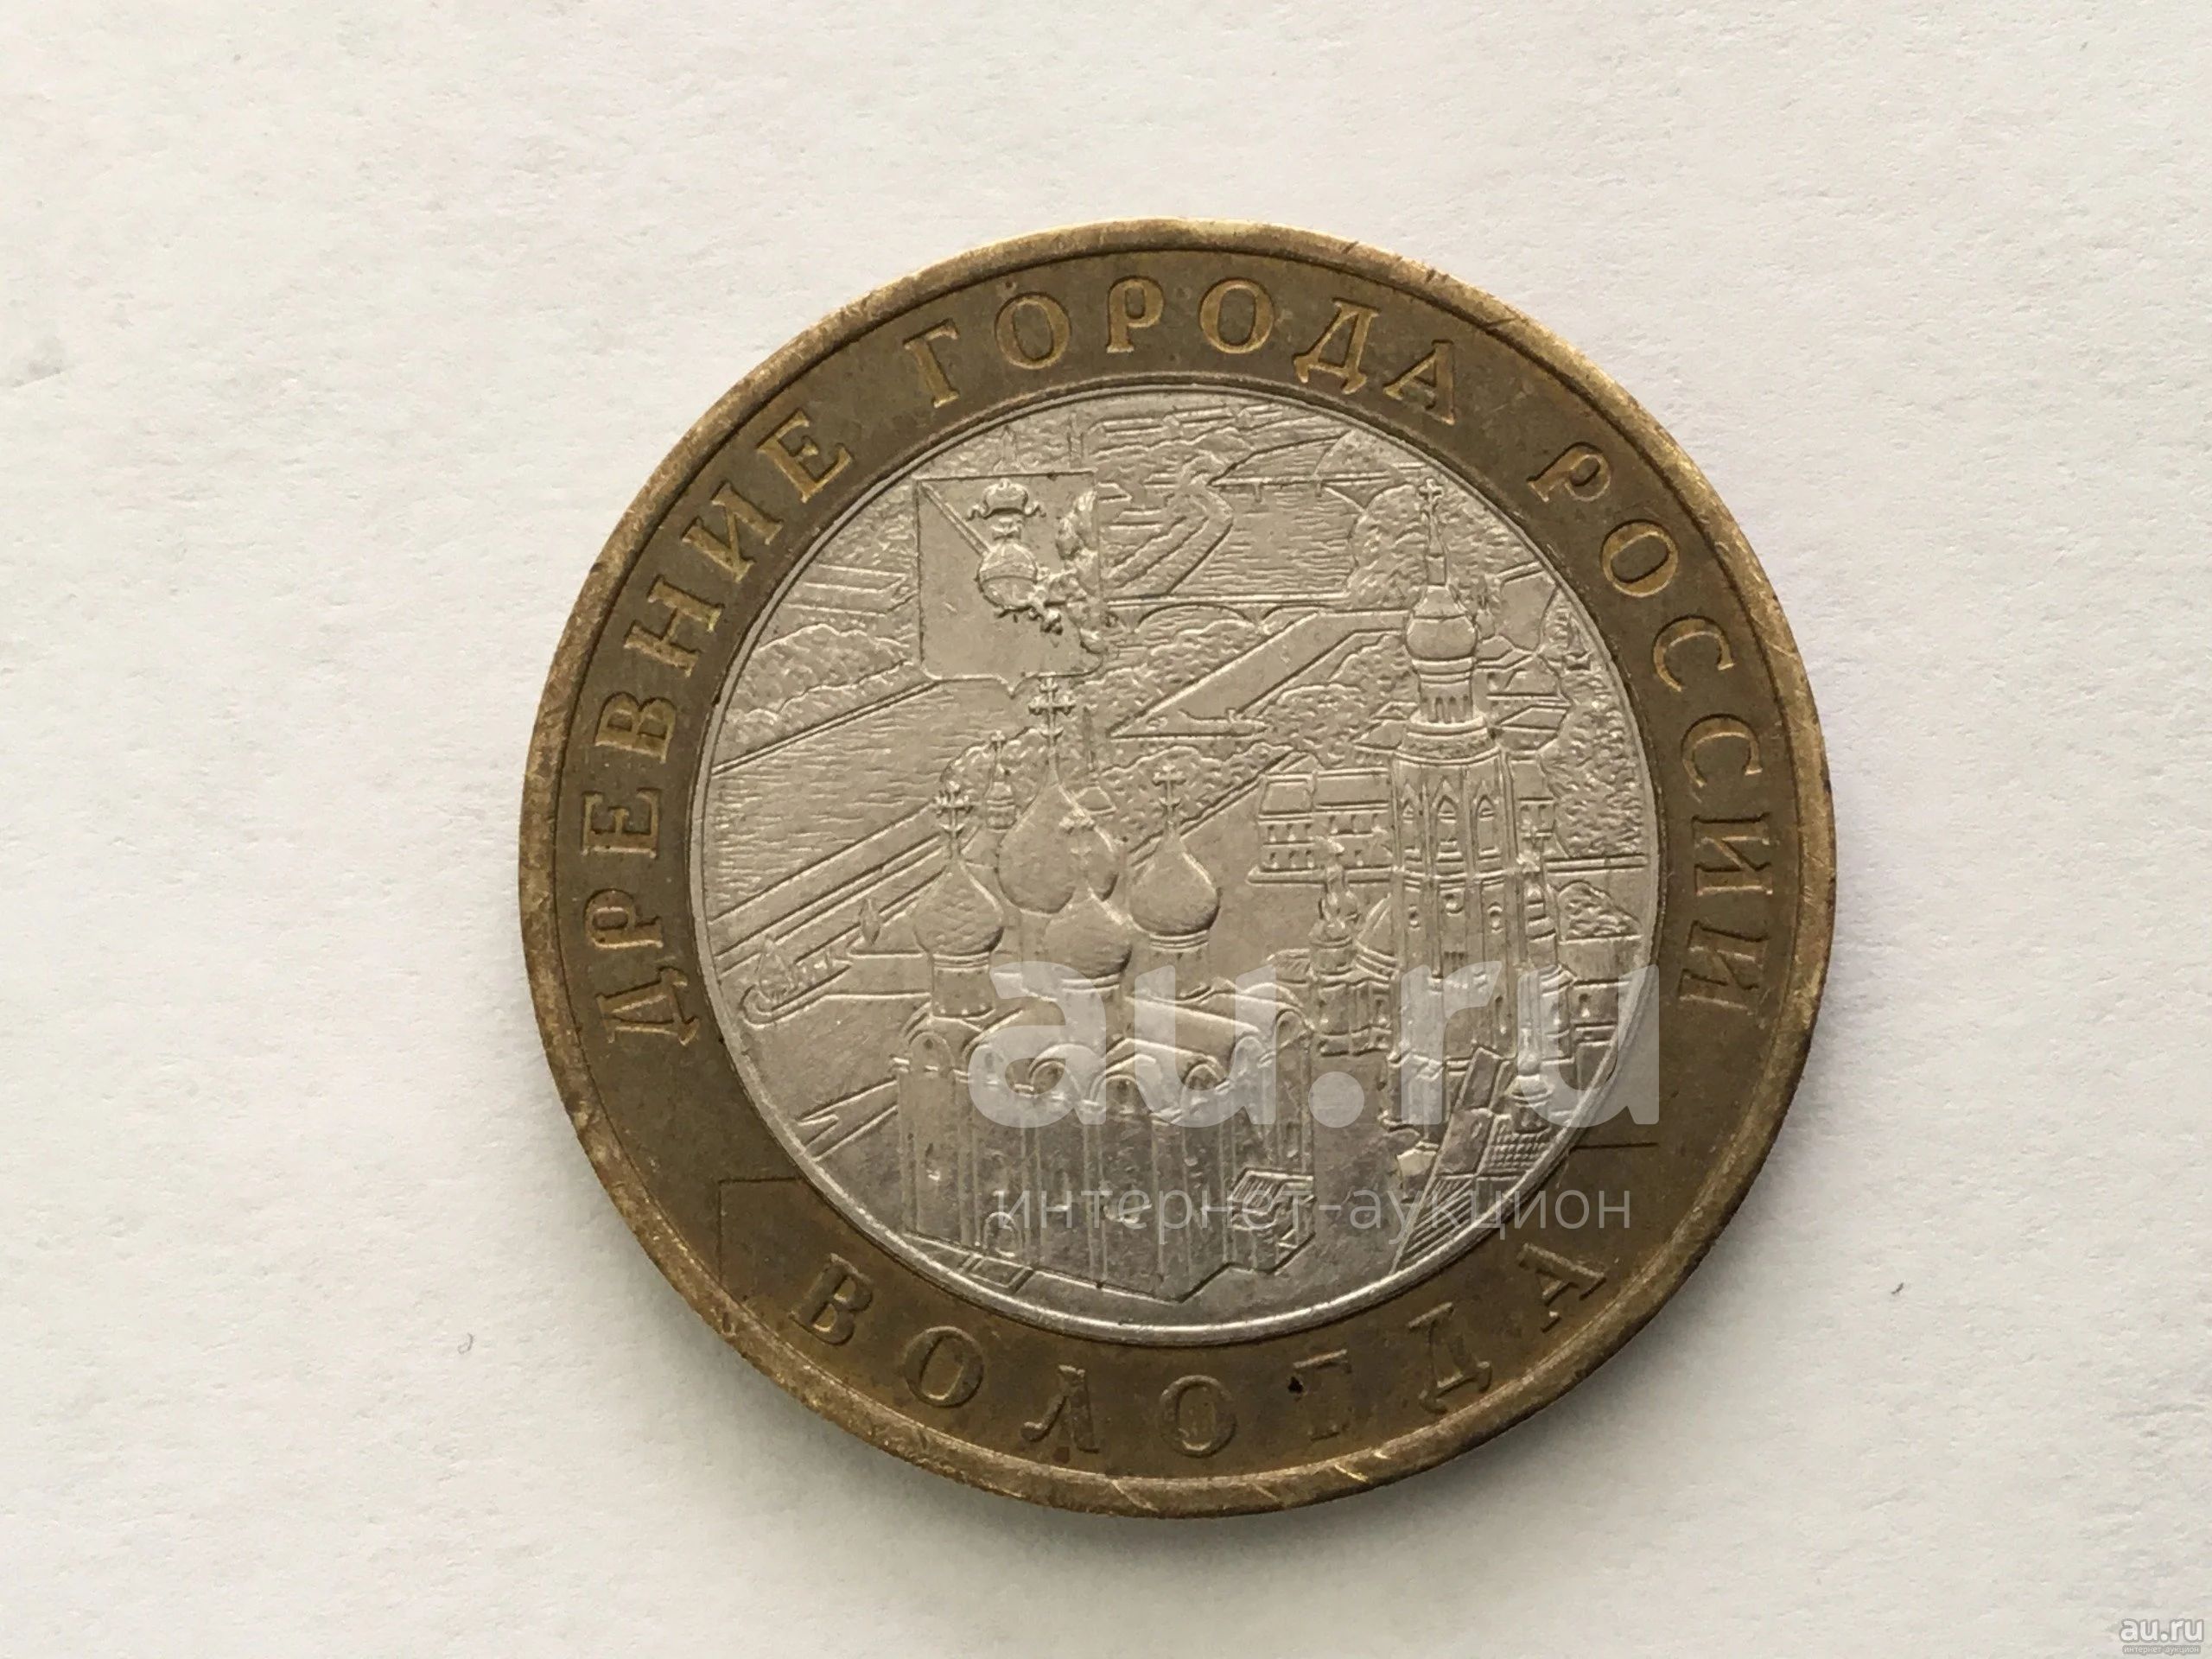 ДРЕВНИЕ ГОРОДА РОССИИ
ВОЛОГДА
au.ru
интернет-аукцион
au.ru
интернет-аукцион